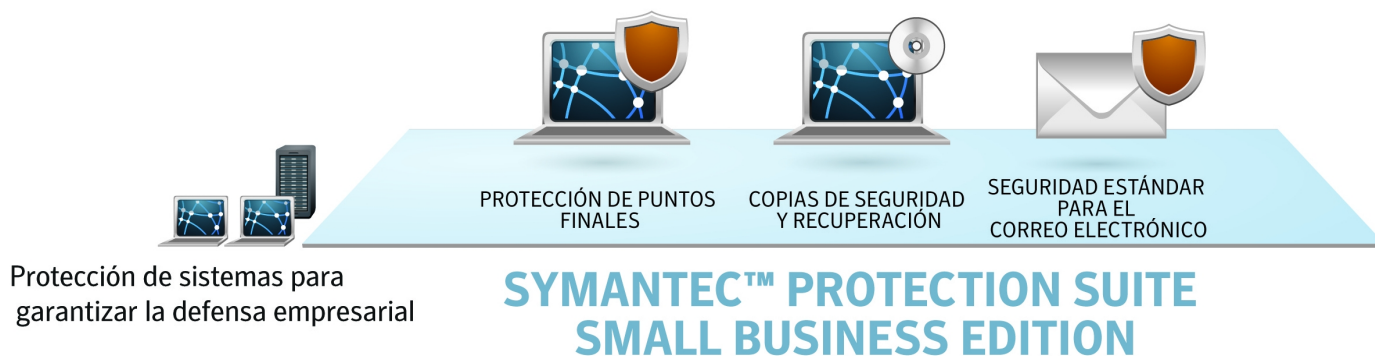 PROTECCIÓN DE PUNTOS
FINALES
COPIAS DE SEGURIDAD
Y RECUPERACIÓN
SEGURIDAD ESTÁNDAR
PARA EL
CORREO ELECTRÓNICO
Protección de sistemas para
garantizar la defensa empresarial
SYMANTEC™ PROTECTION SUITE
SMALL BUSINESS EDITION